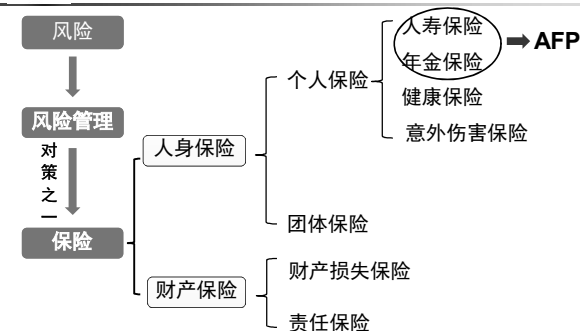 风险
人寿保险
AFP
年金保险
个人保险
健康保险
风险管理
意外伤害保险
对策之一
人身保险
团体保险
保险
财产损失保险
财产保险
责任保险